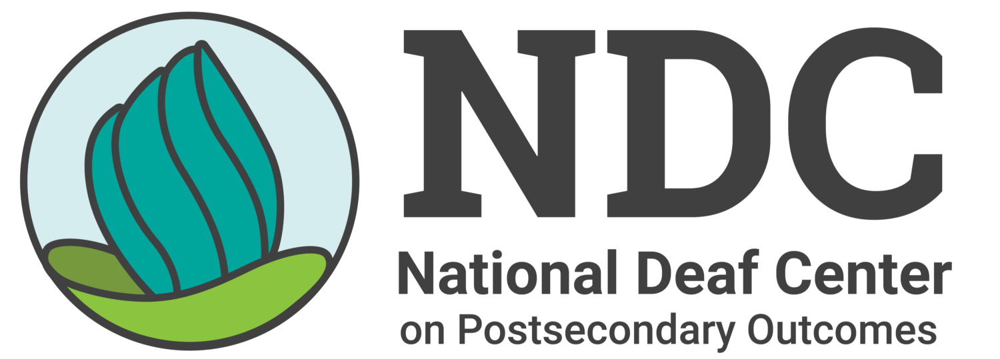 NDC
National Deaf Center
on Postsecondary Outcomes